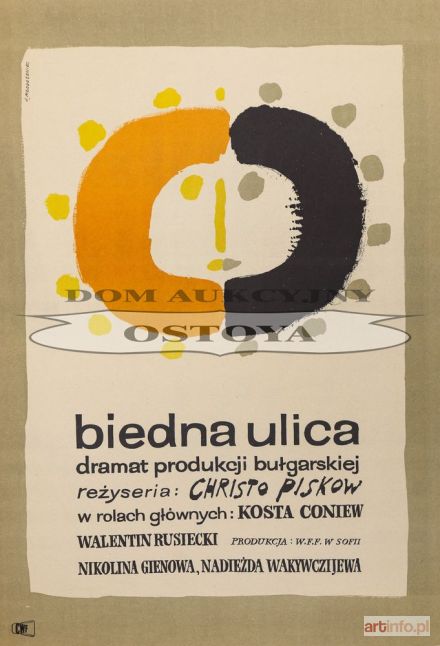 DOM AUKCYJNY
OSTOYA
biedna ulica
dramat produkcji bułgarskiej
reżyseria: CHRISTO PISKOW
w rolach głównych: KOSTA CONIEW
WALENTIN RUSIECKI PRODUKCJA: W.F.F. W SOFII
NIKOLINA GIENOWA, NADIEŻDA WAKYWCZIJEWA
CWF
artinfo.pl